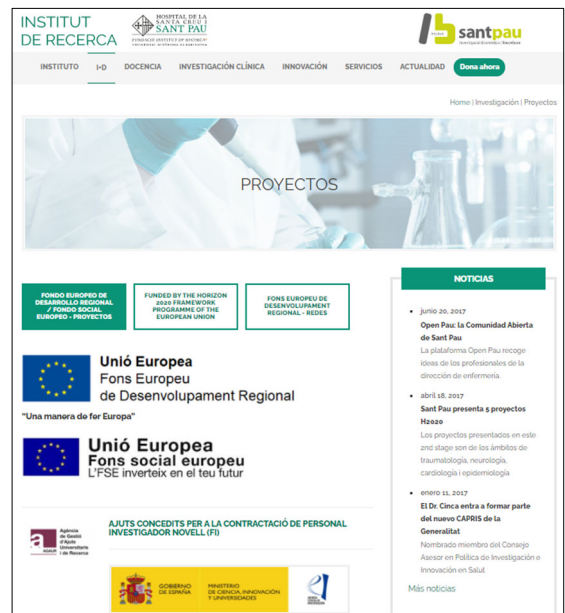 INSTITUT
DE RECERCA
HOSPITAL DE LA
SANTA CREU I
SANT PAU
santpau
INSTITUTO
I+D
DOCENCIA
INVESTIGACIÓN CLÍNICA
INNOVACIÓN
SERVICIOS
ACTUALIDAD
Dona ahora
Home | Investigación | Proyectos
PROYECTOS
FONDO EUROPEO DE
DESARROLLO REGIONAL
/ FONDO SOCIAL
EUROPEO - PROYECTOS
FUNDED BY THE HORIZON
2020 FRAMEWORK
PROGRAMME OF THE
EUROPEAN UNION
FONS EUROPEU DE
DESENVOLUPAMENT
REGIONAL - REDES
Unió Europea
Fons Europeu
de Desenvolupament Regional
"Una manera de fer Europa"
Unió Europea
Fons social europeu
L'FSE inverteix en el teu futur
Agència
de Gestió
d'Ajuts
Universitaris
i de Recerca
AGAUR
AJUTS CONCEDITS PER A LA CONTRACTACIÓ DE PERSONAL
INVESTIGADOR NOVELL (FI)
GOBIERNO
DE ESPAÑA
MINISTERIO
DE CIENCIA, INNOVACIÓN
Y UNIVERSIDADES
NOTICIAS
junio 20, 2017
Open Pau: la Comunidad Abierta
de Sant Pau
La plataforma Open Pau recoge
ideas de los profesionales de la
dirección de enfermería.
abril 18, 2017
Sant Pau presenta 5 proyectos
H2020
Los proyectos presentados en este
2nd stage son de los ámbitos de
traumatología, neurología,
cardiología i epidemiología
enero 11, 2017
El Dr. Cinca entra a formar parte
del nuevo CAPRIS de la
Generalitat
Nombrado miembro del Consejo
Asesor en Política de Investigación e
Innovación en Salut
Más noticias